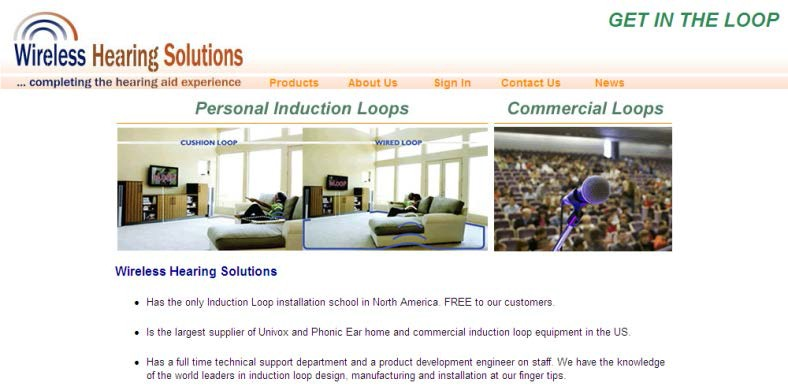 GET IN THE LOOP
Wireless Hearing Solutions
... completing the hearing aid experience
Products About Us Sign In Contact Us News
Personal Induction Loops Commercial Loops
CUSHION LOOP WIRED LOOP
LOOP LOOP
Wireless Hearing Solutions
• Has the only Induction Loop installation school in North America. FREE to our customers.
• Is the largest supplier of Univox and Phonic Ear home and commercial induction loop equipment in the US.
• Has a full time technical support department and a product development engineer on staff. We have the knowledge
of the world leaders in induction loop design, manufacturing and installation at our finger tips.